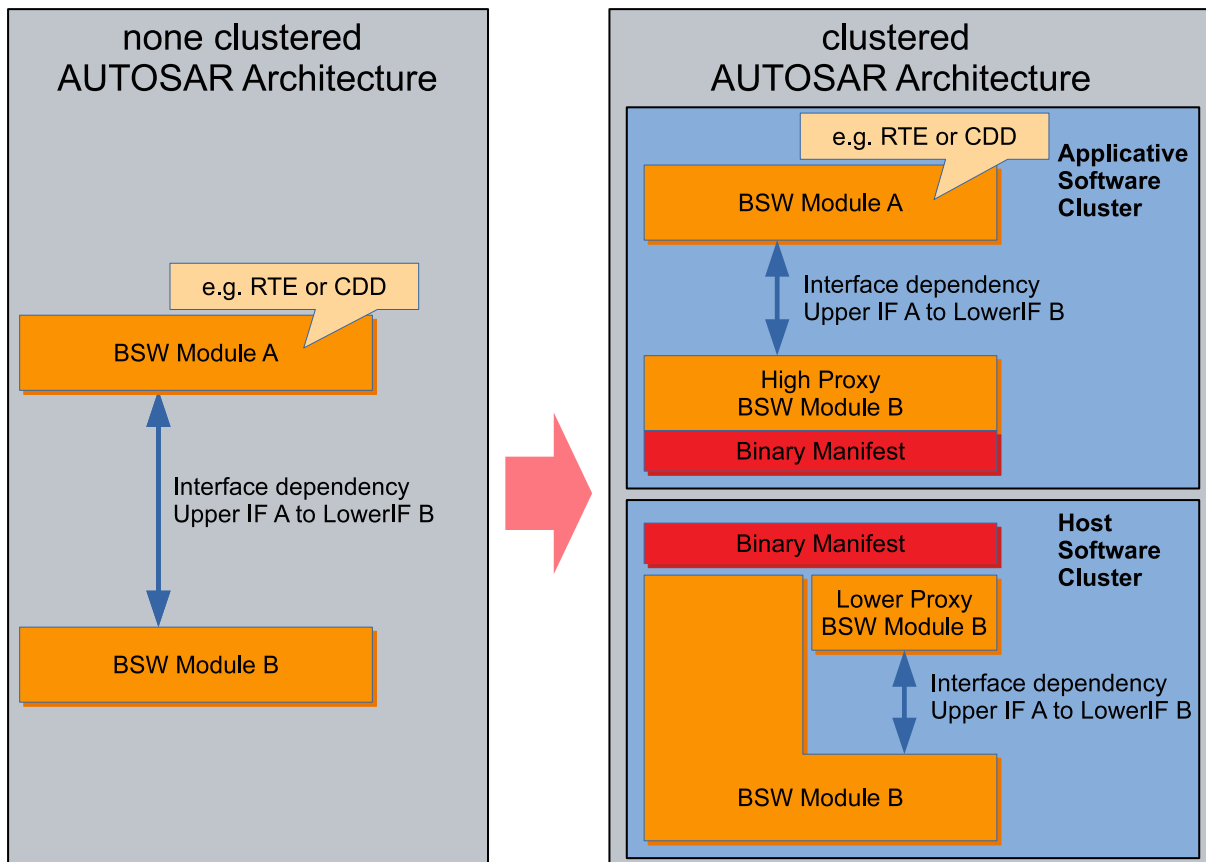 none clustered
AUTOSAR Architecture
e.g. RTE or CDD
BSW Module A
Interface dependency
Upper IF A to LowerIF B
BSW Module B
clustered
AUTOSAR Architecture
e.g. RTE or CDD
Applicative
Software
Cluster
BSW Module A
Interface dependency
Upper IF A to LowerIF B
High Proxy
BSW Module B
Binary Manifest
Host
Software
Cluster
Binary Manifest
Lower Proxy
BSW Module B
Interface dependency
Upper IF A to LowerIF B
BSW Module B